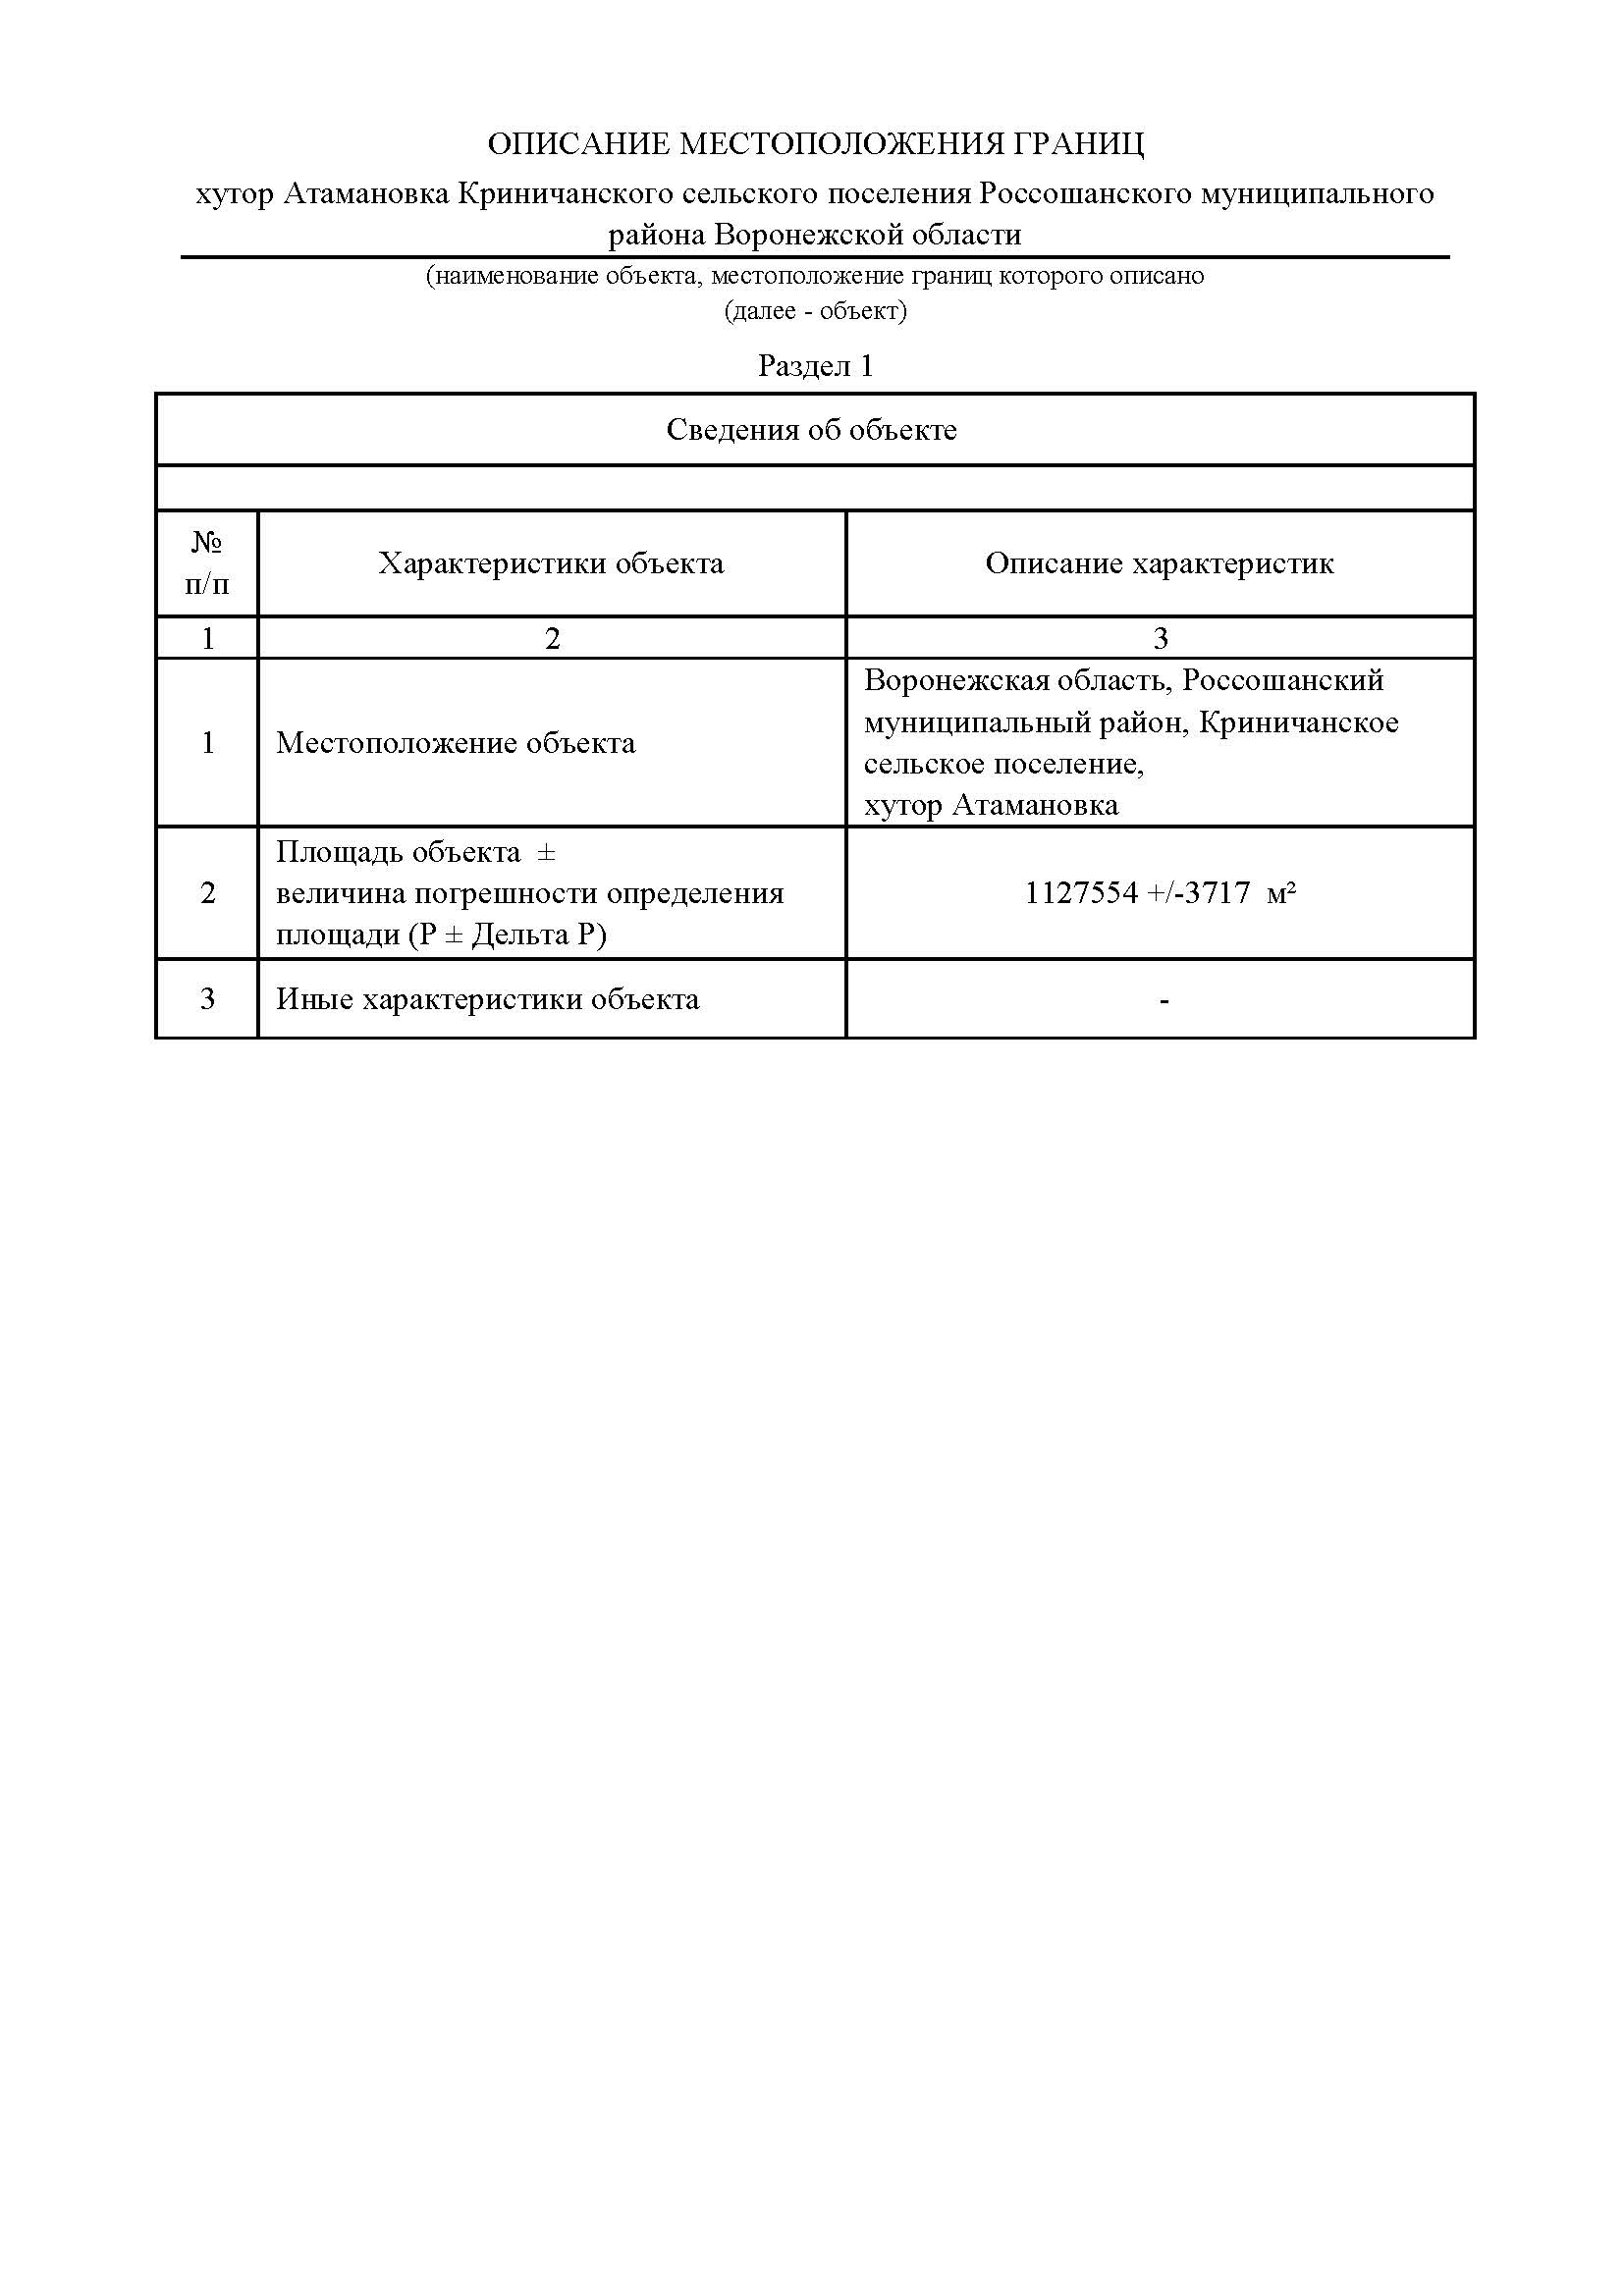 ОПИСАНИЕ МЕСТОПОЛОЖЕНИЯ ГРАНИЦ
хутор Атамановка Криничанского сельского поселения Россошанского муниципального
района Воронежской области
(наименование объекта, местоположение границ которого описано
(далее - объект)
Раздел 1
Сведения об объекте
№
п/п
Характеристики объекта
Описание характеристик
1
2
3
1
Местоположение объекта
Воронежская область, Россошанский
муниципальный район, Криничанское
сельское поселение,
хутор Атамановка
2
Площадь объекта ±
величина погрешности определения
площади (P ± Дельта P)
1127554 +/-3717 м²
3
Иные характеристики объекта
-